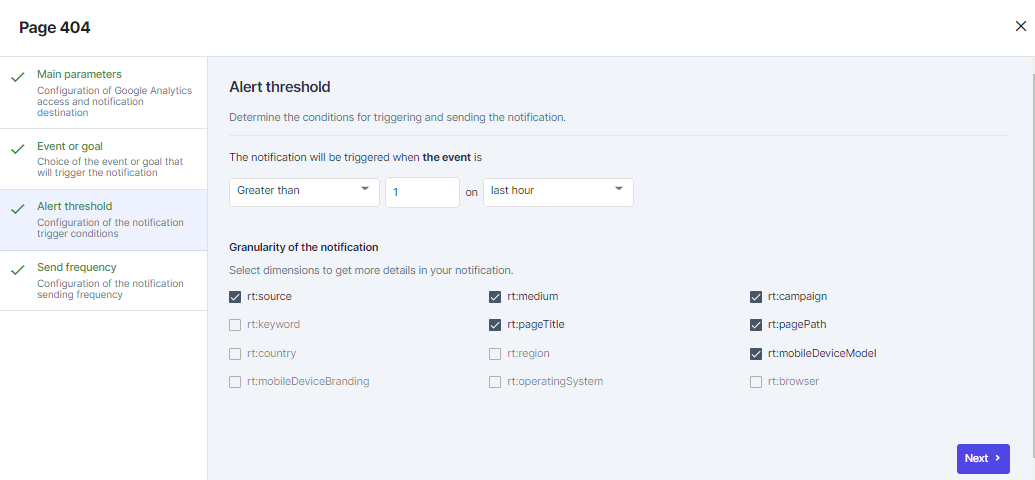 Page 404
Main parameters
Configuration of Google Analytics
access and notification
destination
Event or goal
Choice of the event or goal that
will trigger the notification
Alert threshold
Configuration of the notification
trigger conditions
Send frequency
Configuration of the notification
sending frequency
Alert threshold
Determine the conditions for triggering and sending the notification.
The notification will be triggered when the event is
Greater than 1 on last hour
Granularity of the notification
Select dimensions to get more details in your notification.
rt:source rt:medium rt:campaign
rt:keyword rt:pageTitle rt:pagePath
rt:country rt:region rt:mobileDeviceModel
rt:mobileDeviceBranding rt:operatingSystem rt:browser
Next